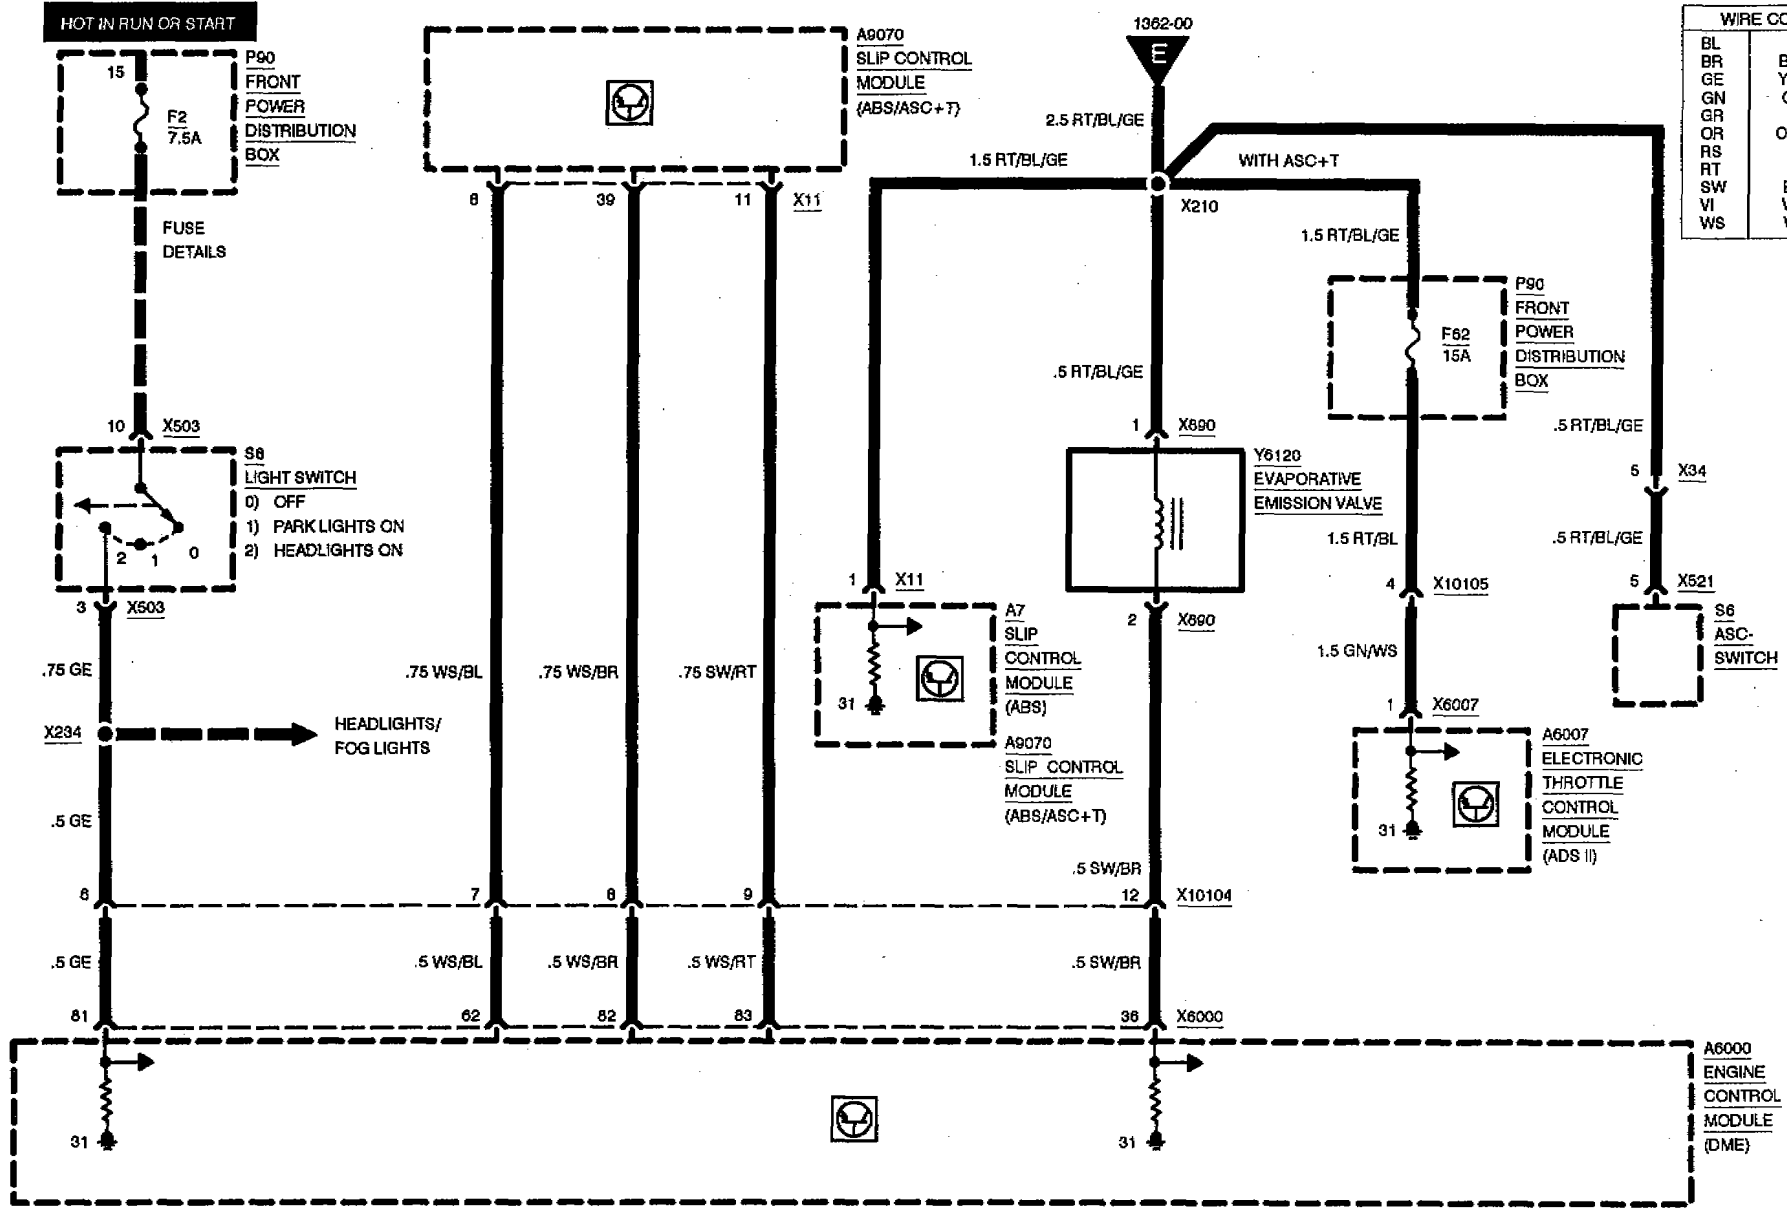 HOT IN RUN OR START
15
F2
7.5A
P90
FRONT
POWER
DISTRIBUTION
BOX
FUSE
DETAILS
10
X503
S8
LIGHT SWITCH
0) OFF
1) PARK LIGHTS ON
2) HEADLIGHTS ON
2
1
0
3
X503
.75 GE
X234
HEADLIGHTS/
FOG LIGHTS
.5 GE
6
.5 GE
81
31
A9070
SLIP CONTROL
MODULE
(ABS/ASC+T)
8
39
11
X11
.75 WS/BL
.75 WS/BR
.75 SW/RT
7
8
9
.5 WS/BL
.5 WS/BR
.5 WS/RT
62
82
83
1362-00
E
2.5 RT/BL/GE
1.5 RT/BL/GE
WITH ASC+T
X210
1.5 RT/BL/GE
P90
FRONT
POWER
DISTRIBUTION
BOX
F62
15A
.5 RT/BL/GE
1
X690
Y6120
EVAPORATIVE
EMISSION VALVE
2
X690
1
X11
A7
SLIP
CONTROL
MODULE
(ABS)
A9070
SLIP CONTROL
MODULE
(ABS/ASC+T)
31
1.5 RT/BL
4
X10105
1.5 GN/WS
1
X6007
A6007
ELECTRONIC
THROTTLE
CONTROL
MODULE
(ADS II)
31
.5 RT/BL/GE
5
X34
.5 RT/BL/GE
5
X521
S6
ASC-
SWITCH
.5 SW/BR
12
X10104
.5 SW/BR
36
X6000
31
A6000
ENGINE
CONTROL
MODULE
(DME)
WIRE CO
BL
BR B
GE Y
GN
GR
OR O
RS
RT
SW
VI
WS